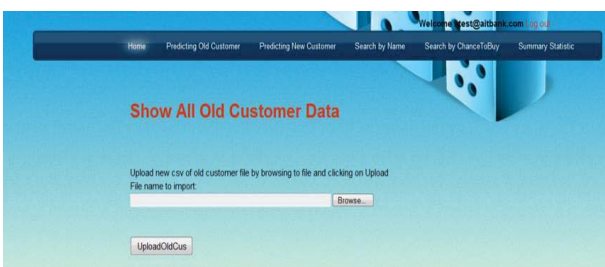 Welcome ttest@aitbank.com Log out
Home Predicting Old Customer Predicting New Customer Search by Name Search by ChanceToBuy Summary Statistic
Show All Old Customer Data
Upload new csv of old customer file by browsing to file and clicking on Upload
File name to import:
Browse...
UploadOldCus